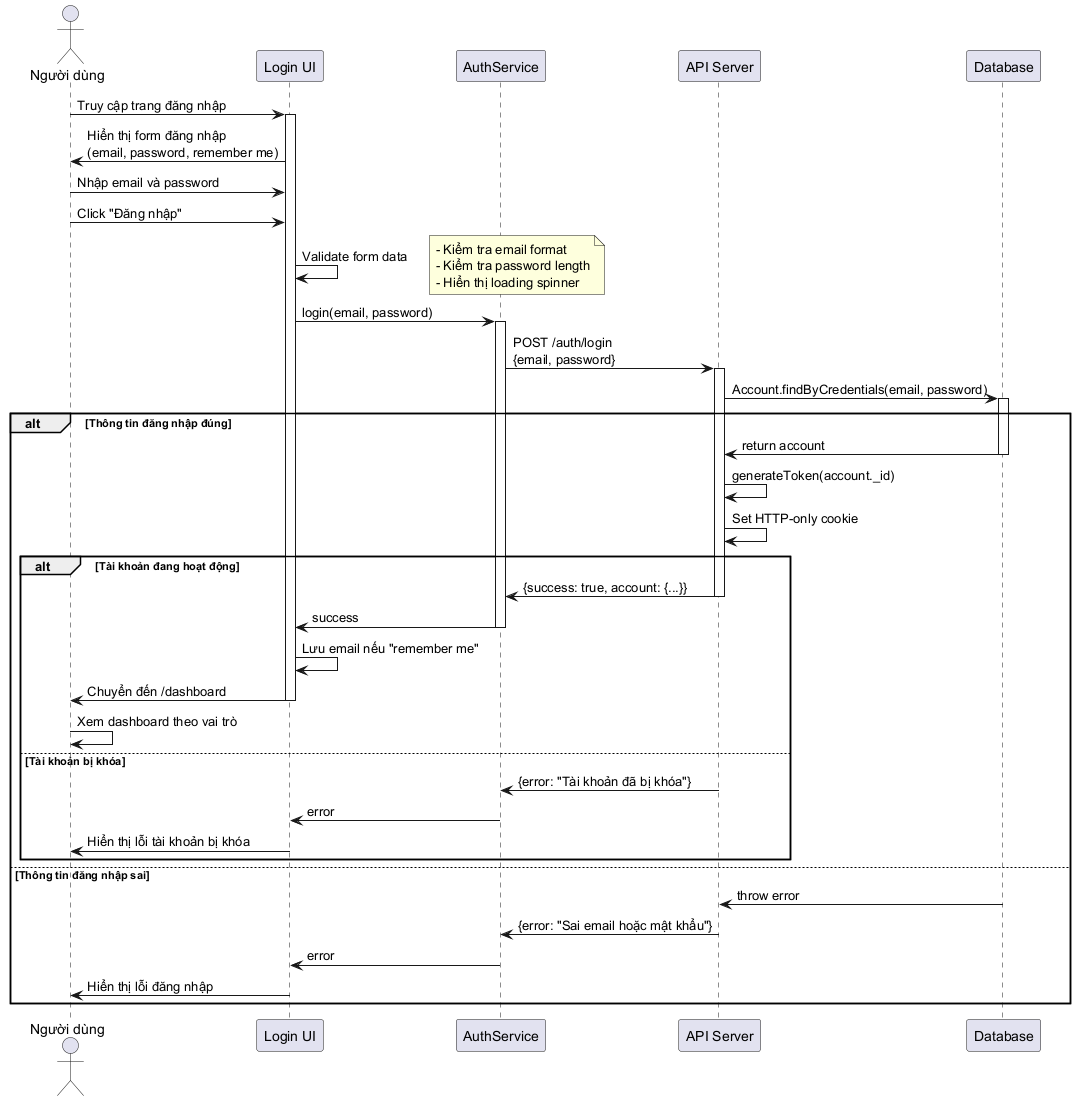 Người dùng
Login UI
AuthService
API Server
Database
Truy cập trang đăng nhập
Hiển thị form đăng nhập
(email, password, remember me)
Nhập email và password
Click "Đăng nhập"
Validate form data
- Kiểm tra email format
- Kiểm tra password length
- Hiển thị loading spinner
login(email, password)
POST /auth/login
{email, password}
Account.findByCredentials(email, password)
alt
[Thông tin đăng nhập đúng]
return account
generateToken(account._id)
Set HTTP-only cookie
alt
[Tài khoản đang hoạt động]
{success: true, account: {...}}
success
Lưu email nếu "remember me"
Chuyển đến /dashboard
Xem dashboard theo vai trò
[Tài khoản bị khóa]
{error: "Tài khoản đã bị khóa"}
error
Hiển thị lỗi tài khoản bị khóa
[Thông tin đăng nhập sai]
throw error
{error: "Sai email hoặc mật khẩu"}
error
Hiển thị lỗi đăng nhập
Người dùng
Login UI
AuthService
API Server
Database